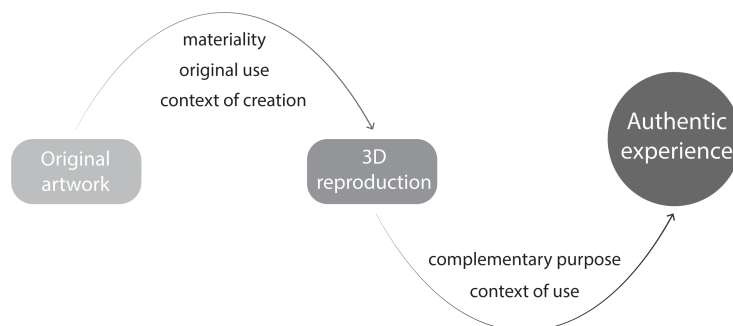 materiality
original use
context of creation
Original
artwork
3D
reproduction
Authentic
experience
complementary purpose
context of use